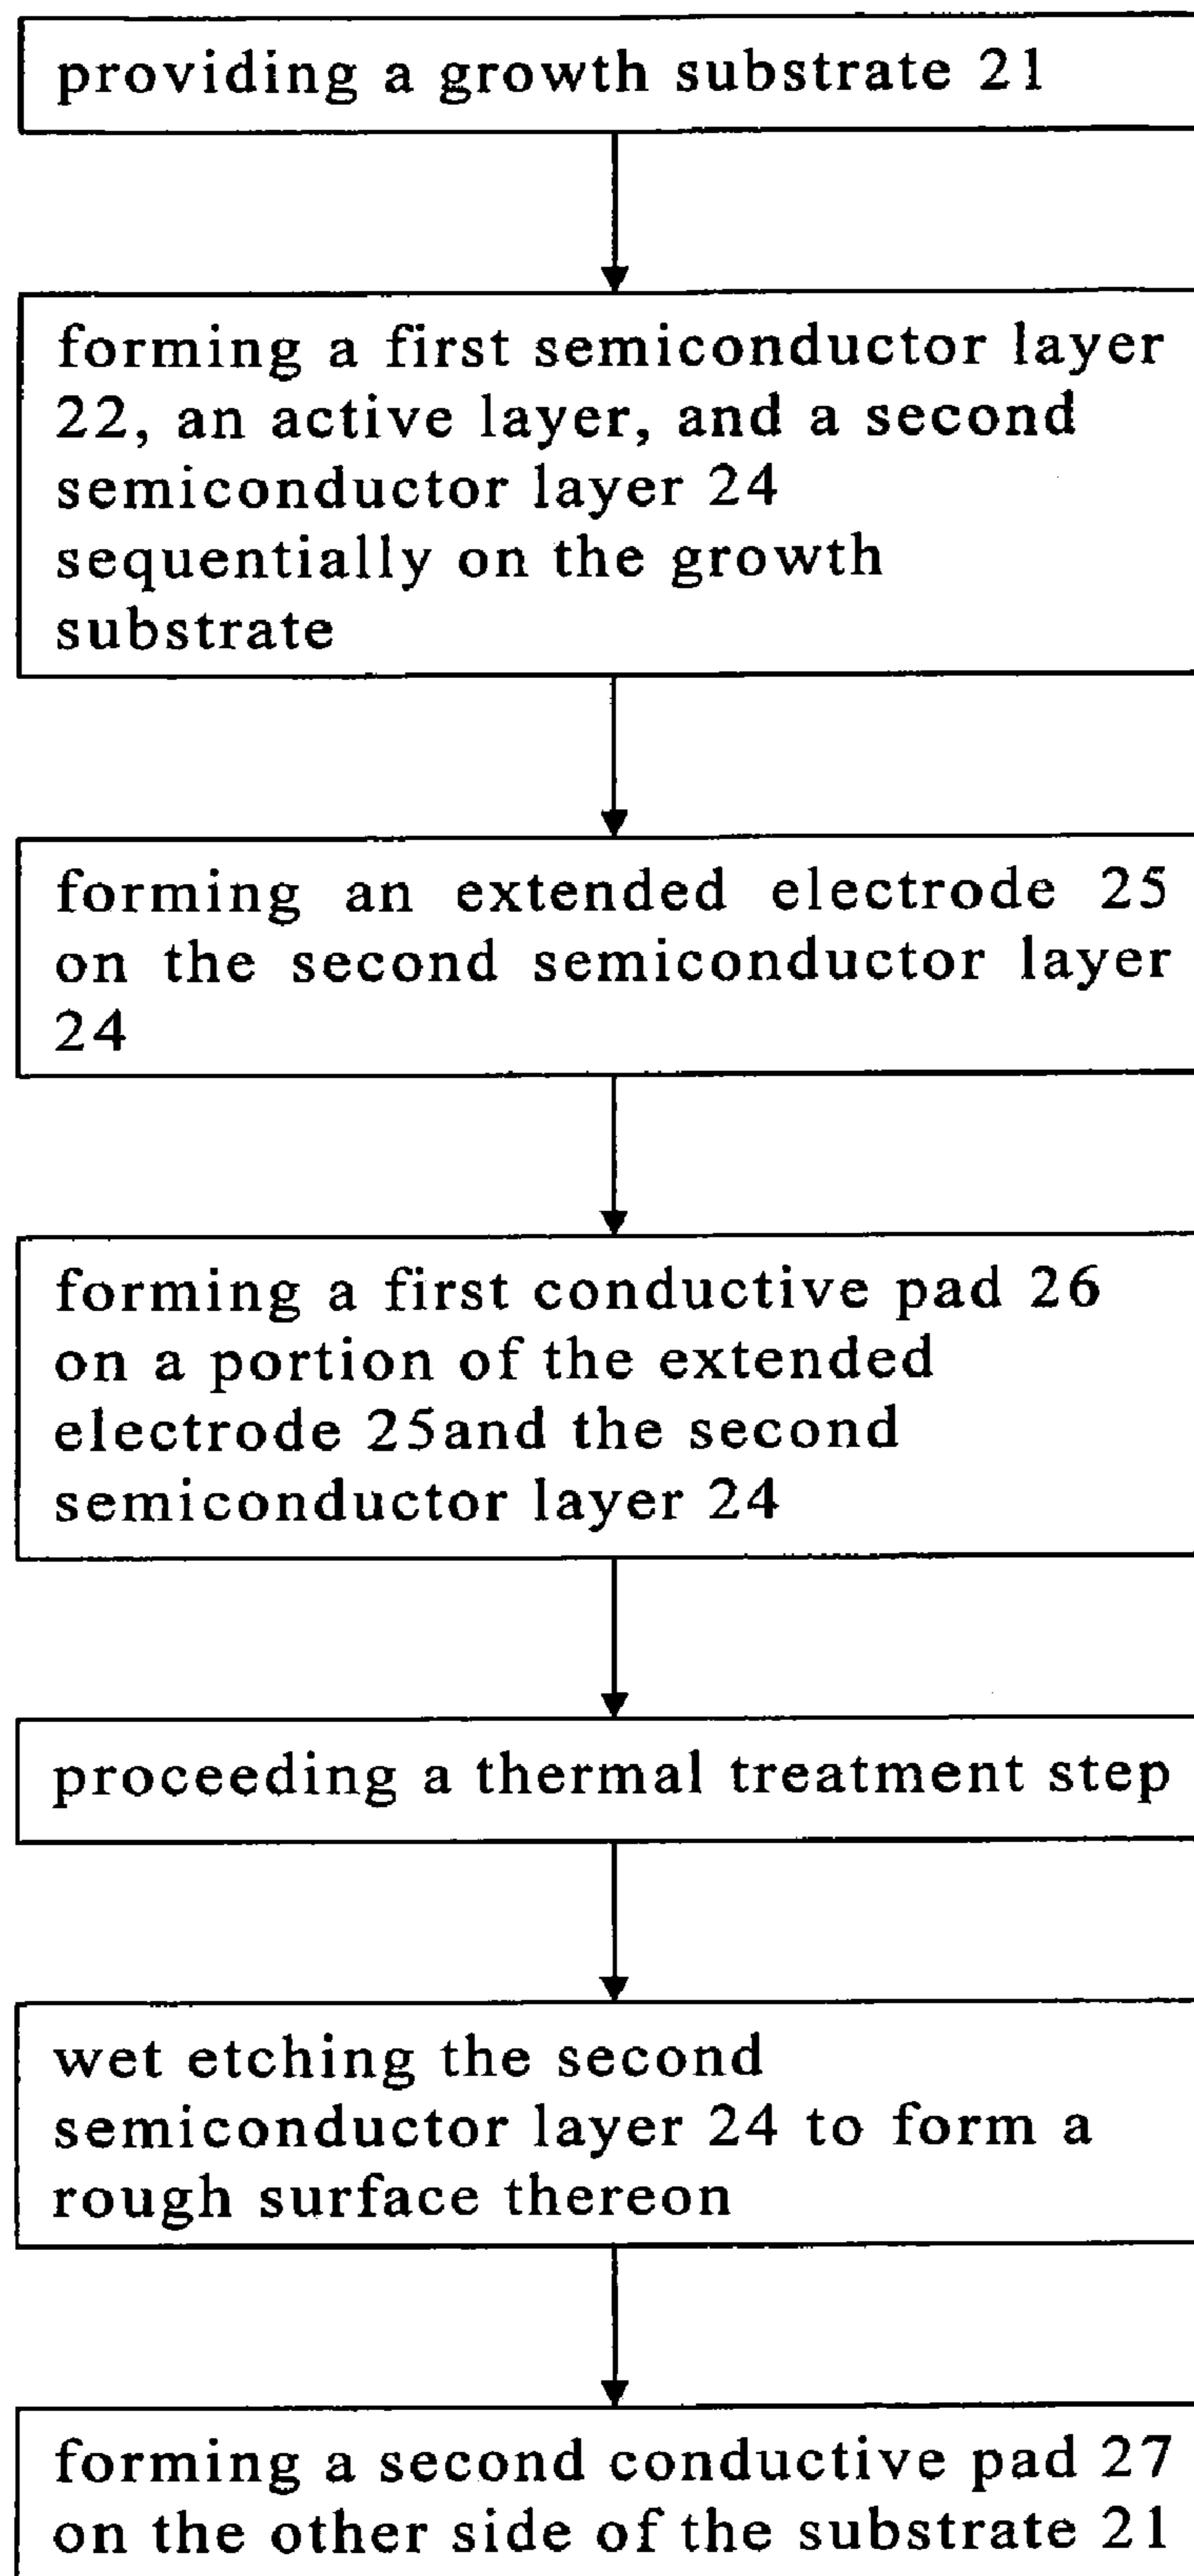 providing a growth substrate 21
forming a first semiconductor layer
22, an active layer, and a second
semiconductor layer 24
sequentially on the growth
substrate
forming an extended electrode 25
on the second semiconductor layer
24
forming a first conductive pad 26
on a portion of the extended
electrode 25and the second
semiconductor layer 24
proceeding a thermal treatment step
wet etching the second
semiconductor layer 24 to form a
rough surface thereon
forming a second conductive pad 27
on the other side of the substrate 21